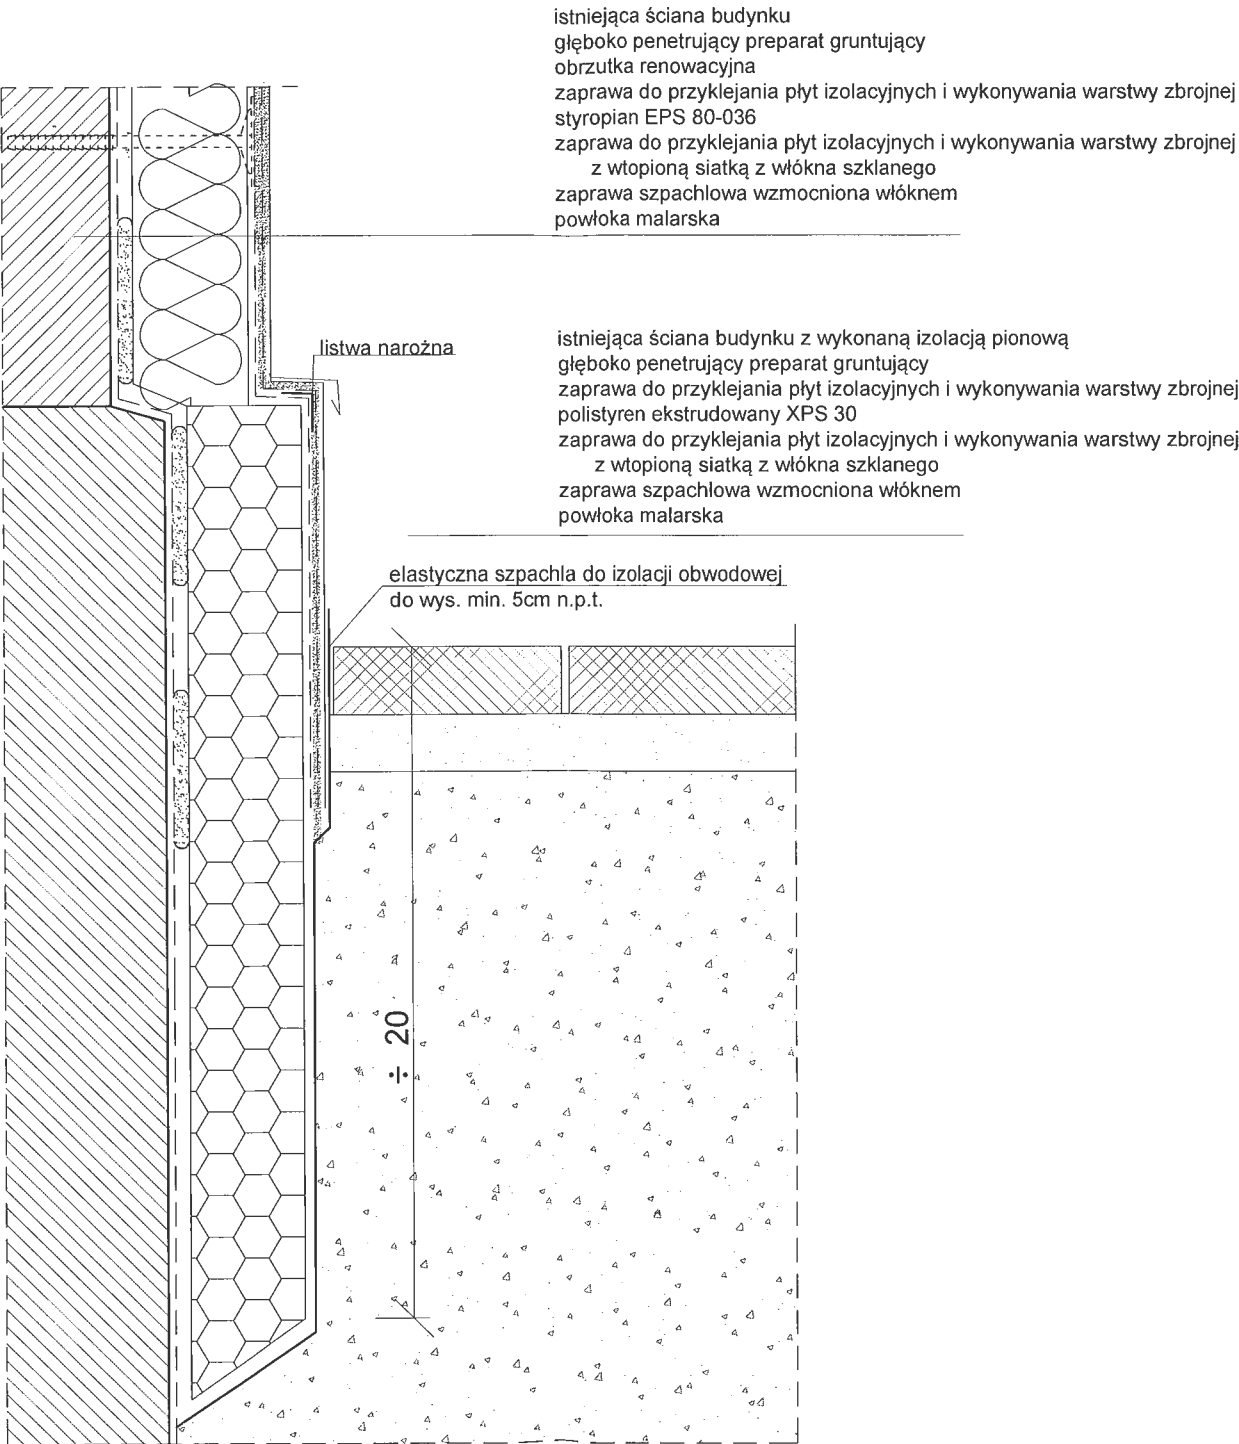 istniejąca ściana budynku
głęboko penetrujący preparat gruntujący
obrzutka renowacyjna
zaprawa do przyklejania płyt izolacyjnych i wykonywania warstwy zbrojnej
styropian EPS 80-036
zaprawa do przyklejania płyt izolacyjnych i wykonywania warstwy zbrojnej
z wtopioną siatką z włókna szklanego
zaprawa szpachlowa wzmocniona włóknem
powłoka malarska
listwa narożna
istniejąca ściana budynku z wykonaną izolacją pionową
głęboko penetrujący preparat gruntujący
zaprawa do przyklejania płyt izolacyjnych i wykonywania warstwy zbrojnej
polistyren ekstrudowany XPS 30
zaprawa do przyklejania płyt izolacyjnych i wykonywania warstwy zbrojnej
z wtopioną siatką z włókna szklanego
zaprawa szpachlowa wzmocniona włóknem
powłoka malarska
elastyczna szpachla do izolacji obwodowej
do wys. min. 5cm n.p.t.
÷ 20